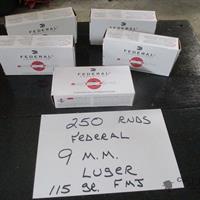 FEDERAL
FEDERAL
FEDERAL
FEDERAL
FEDERAL
250 RNDS
FEDERAL
9 M.M.
LUGER
115 gr. FMJ